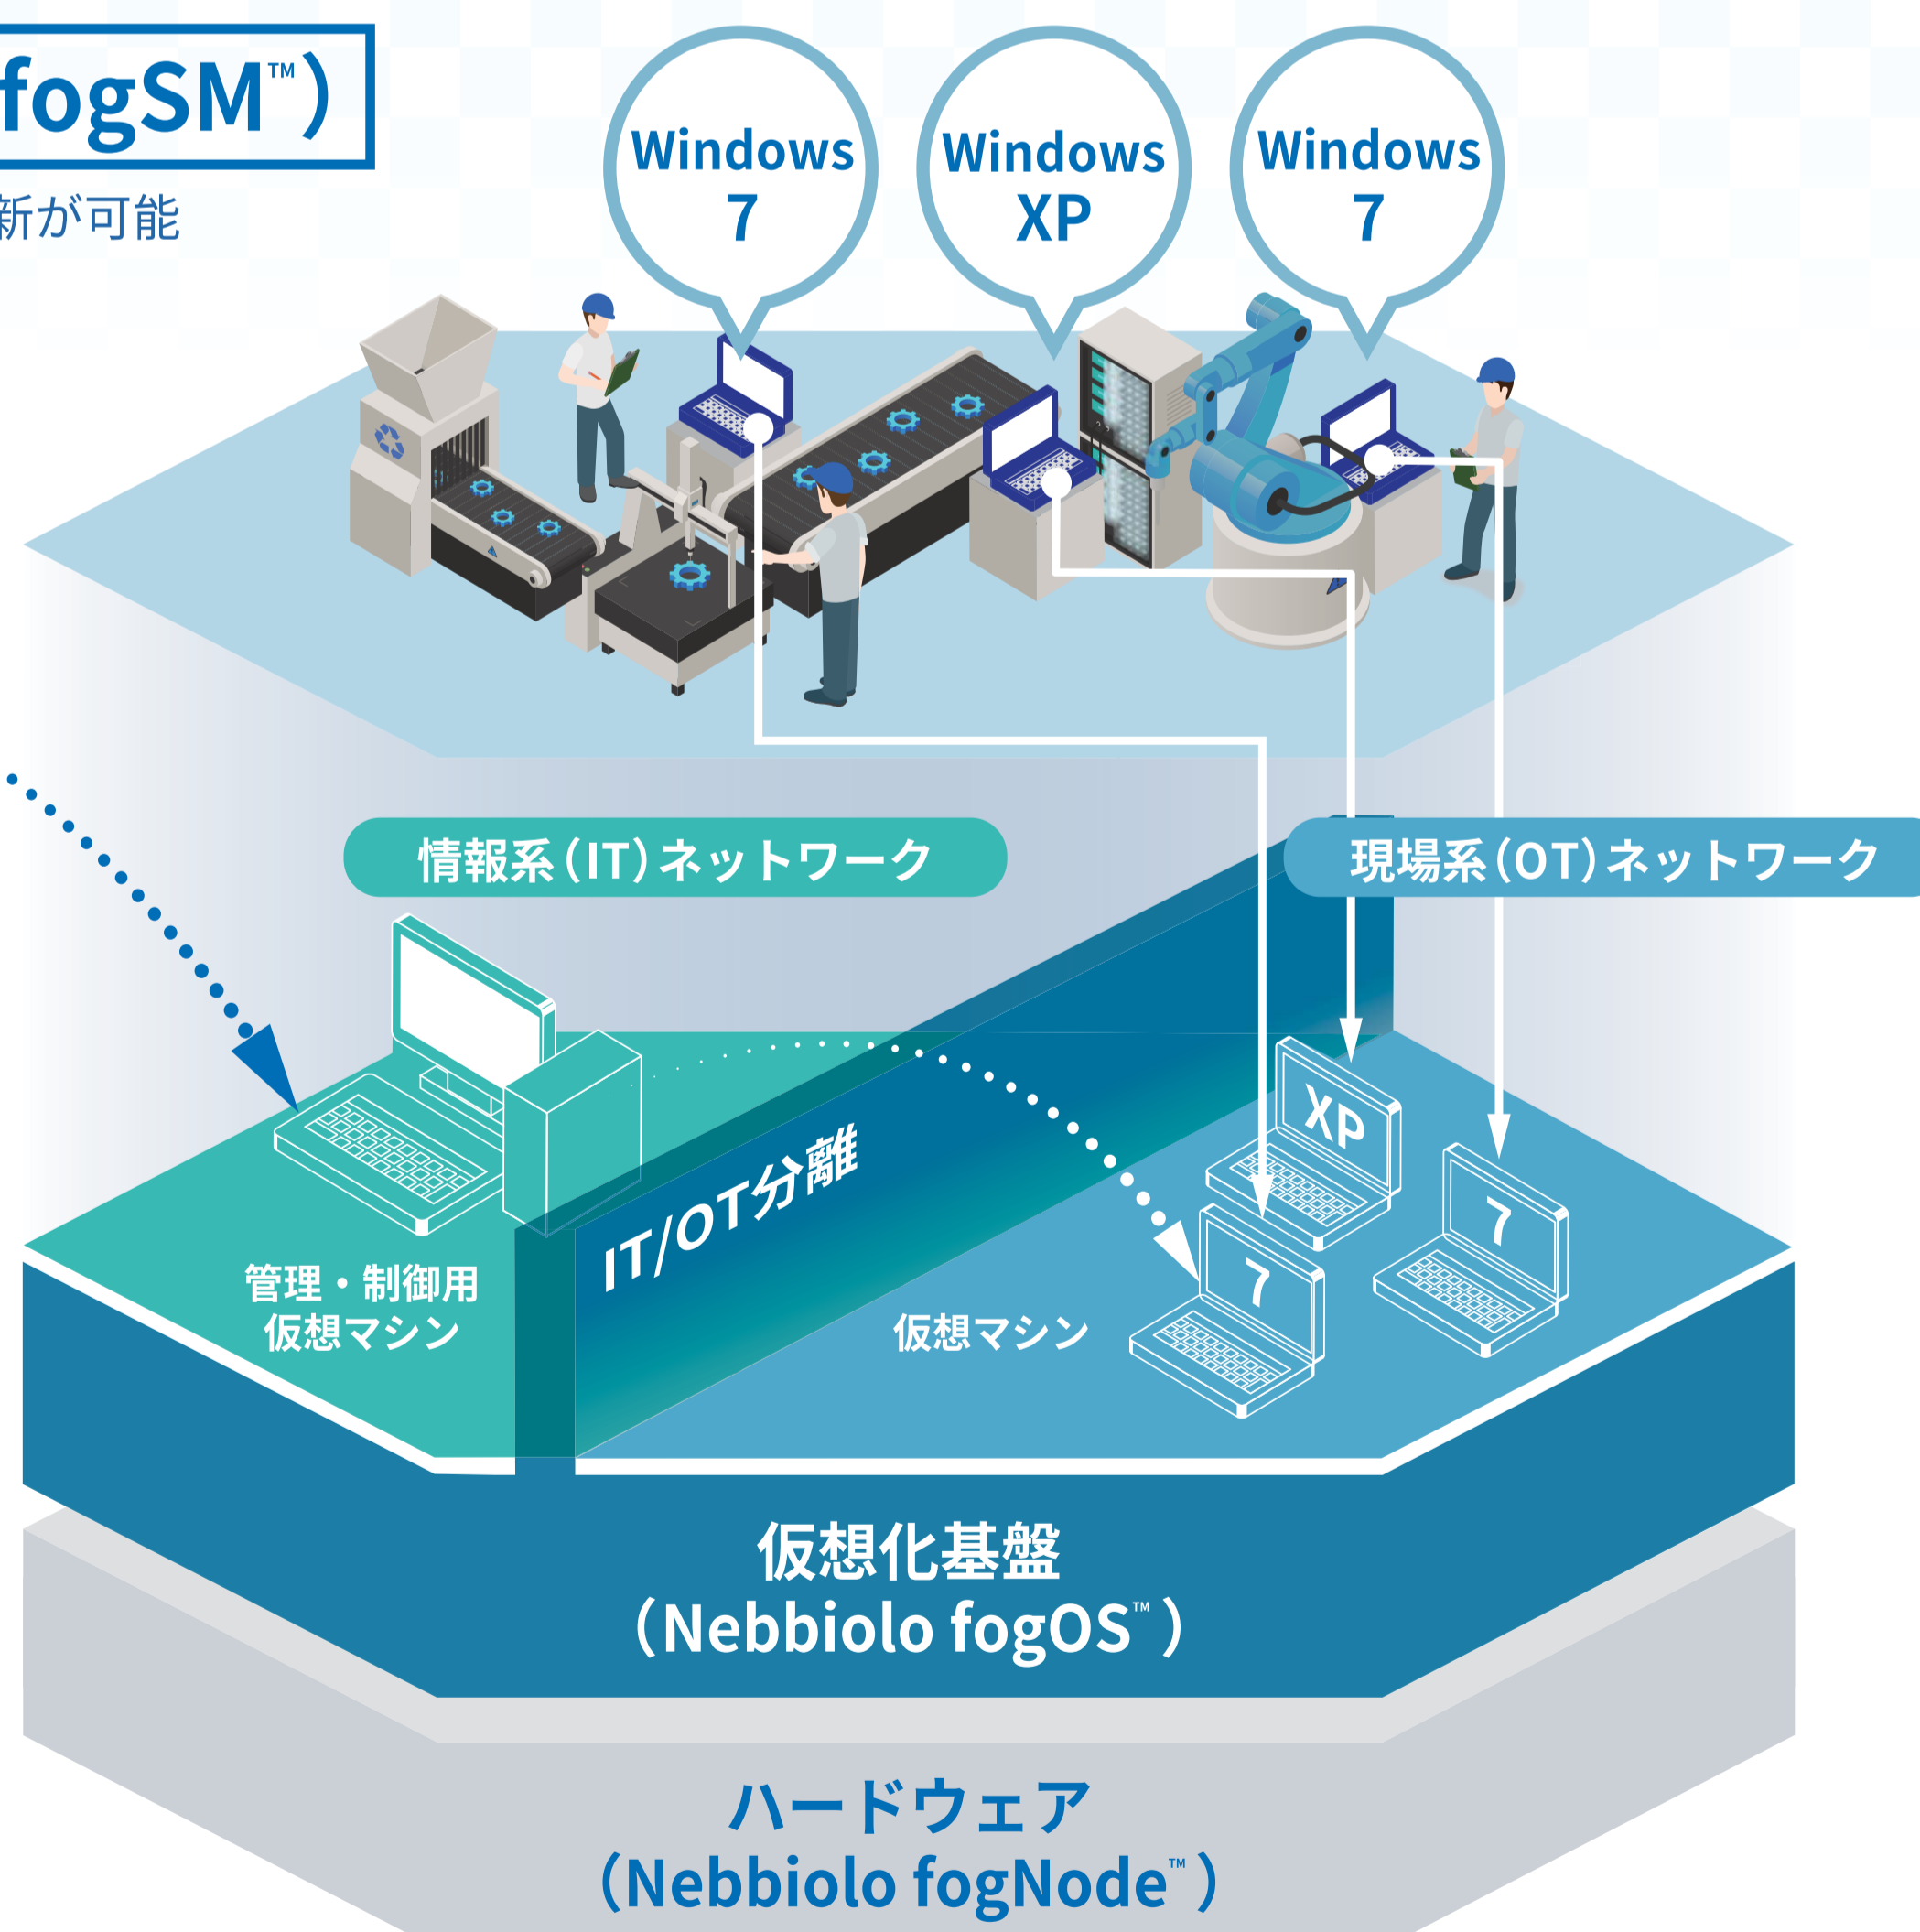 fogSM™）
新が可能
Windows
7
Windows
XP
Windows
7
情報系（IT）ネットワーク
現場系（OT）ネットワーク
IT/OT分離
XP
7
7
管理・制御用
仮想マシン
仮想マシン
仮想化基盤
（Nebbiolo fogOS™）
ハードウェア
（Nebbiolo fogNode™）